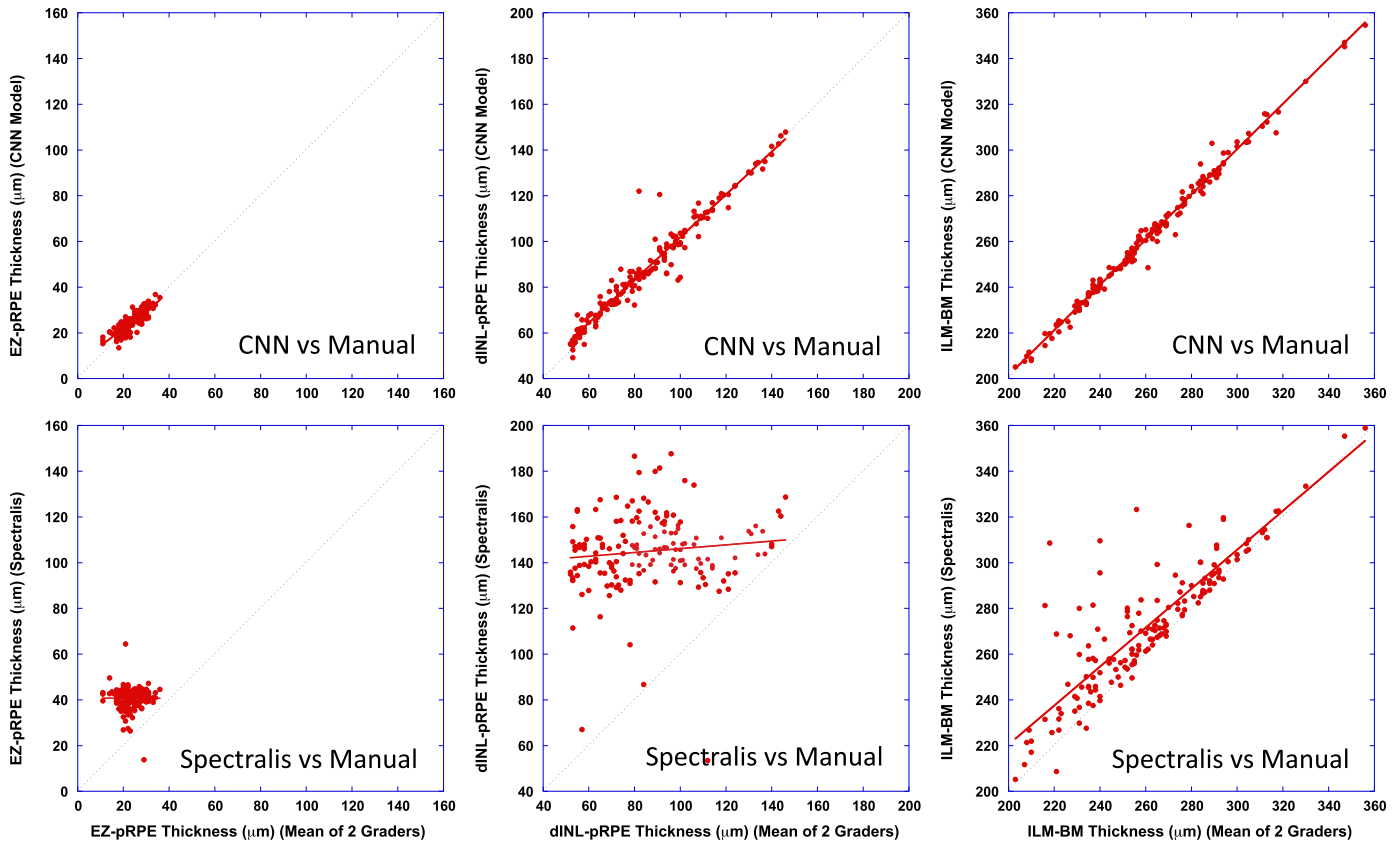 EZ-pRPE Thickness (μm) (CNN Model)
160
140
120
100
80
60
40
20
0
0 20 40 60 80 100 120 140 160
CNN vs Manual
dINL-pRPE Thickness (μm) (CNN Model)
200
180
160
140
120
100
80
60
40
40 60 80 100 120 140 160 180 200
CNN vs Manual
ILM-BM Thickness (μm) (CNN Model)
360
340
320
300
280
260
240
220
200
200 220 240 260 280 300 320 340 360
CNN vs Manual
EZ-pRPE Thickness (μm) (Spectralis)
160
140
120
100
80
60
40
20
0
0 20 40 60 80 100 120 140 160
Spectralis vs Manual
EZ-pRPE Thickness (μm) (Mean of 2 Graders)
dINL-pRPE Thickness (μm) (Spectralis)
200
180
160
140
120
100
80
60
40
40 60 80 100 120 140 160 180 200
Spectralis vs Manual
dINL-pRPE Thickness (μm) (Mean of 2 Graders)
ILM-BM Thickness (μm) (Spectralis)
360
340
320
300
280
260
240
220
200
200 220 240 260 280 300 320 340 360
Spectralis vs Manual
ILM-BM Thickness (μm) (Mean of 2 Graders)